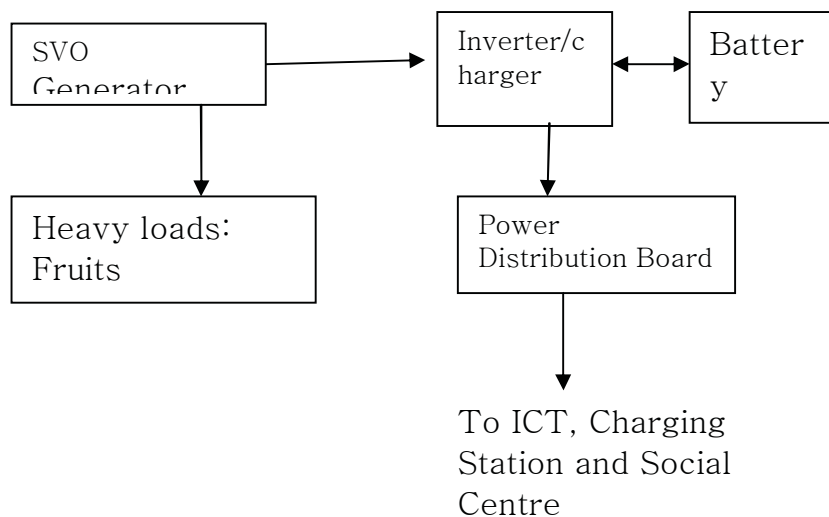 SVO
Generator
Inverter/c
harger
Batter
y
Heavy loads:
Fruits
Power
Distribution Board
To ICT, Charging
Station and Social
Centre